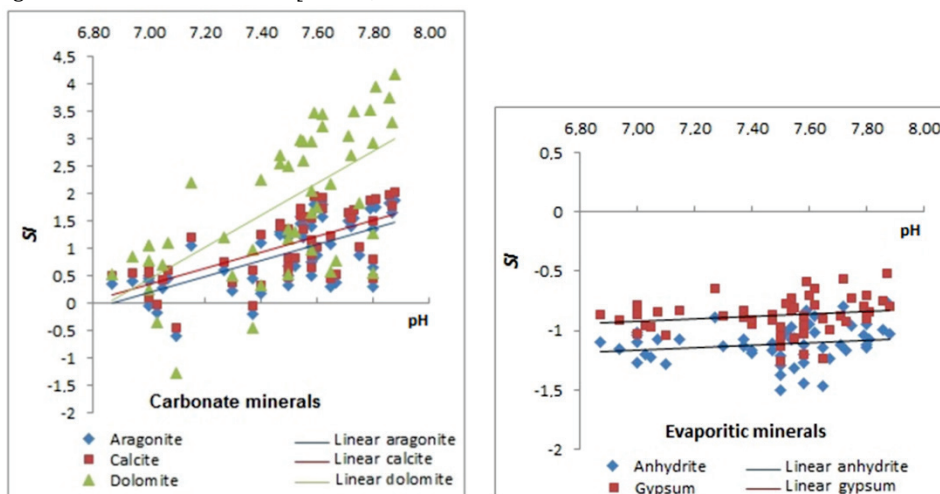 6.80 7.00 7.20 7.40 7.60 7.80 8.00
4.5
4
3.5
3
2.5
2
1.5
1
0.5
0
-0.5
-1
-1.5
-2
SI
pH
Carbonate minerals
Aragonite Linear aragonite
Calcite Linear calcite
Dolomite Linear dolomite
6.80 7.00 7.20 7.40 7.60 7.80 8.00
0.5
0
-0.5
-1
-1.5
-2
SI
pH
Evaporitic minerals
Anhydrite Linear anhydrite
Gypsum Linear gypsum